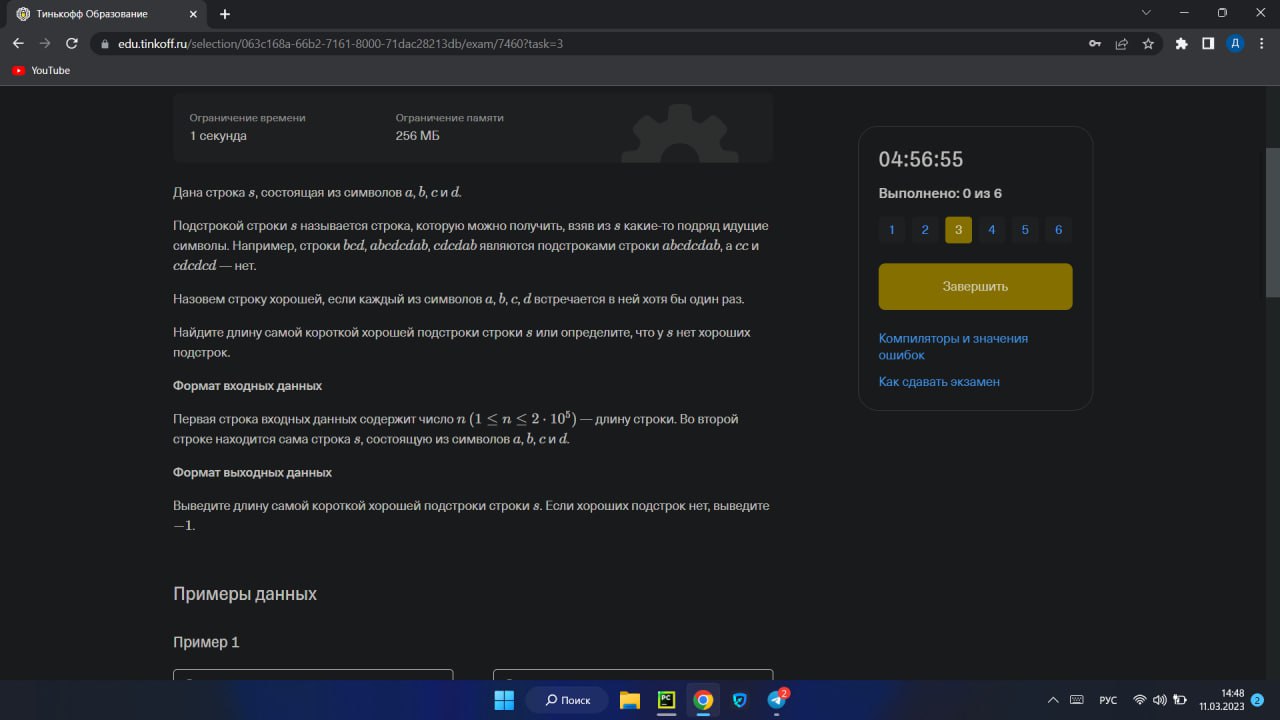 Тинькофф Образование
edu.tinkoff.ru/selection/063c168a-66b2-7161-8000-71dac28213db/exam/7460?task=3
Д
YouTube
Ограничение времени
1 секунда
Ограничение памяти
256 МБ
Дана строка s, состоящая из символов a, b, c и d.
Подстрокой строки s называется строка, которую можно получить, взяв из s какие-то подряд идущие
символы. Например, строки bcd, abcdcdab, cdcdab являются подстроками строки abcdcdab, а cc и
cdcdcd — нет.
Назовем строку хорошей, если каждый из символов a, b, c, d встречается в ней хотя бы один раз.
Найдите длину самой короткой хорошей подстроки строки s или определите, что у s нет хороших
подстрок.
Формат входных данных
Первая строка входных данных содержит число n (1 ≤ n ≤ 2 · 10⁵) — длину строки. Во второй
строке находится сама строка s, состоящую из символов a, b, c и d.
Формат выходных данных
Выведите длину самой короткой хорошей подстроки строки s. Если хороших подстрок нет, выведите
−1.
Примеры данных
Пример 1
04:56:55
Выполнено: 0 из 6
1 2 3 4 5 6
Завершить
Компиляторы и значения
ошибок
Как сдавать экзамен
Поиск
PC
2
РУС
14:48
11.03.2023
2